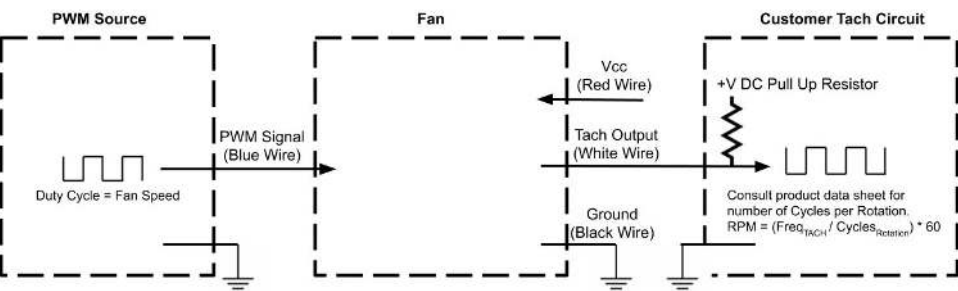 PWM Source
Fan
Customer Tach Circuit
Vcc
(Red Wire)
+V DC Pull Up Resistor
PWM Signal
(Blue Wire)
Tach Output
(White Wire)
Duty Cycle = Fan Speed
Consult product data sheet for
number of Cycles per Rotation.
RPM = (Freq_TACH / Cycles_Rotation) * 60
Ground
(Black Wire)